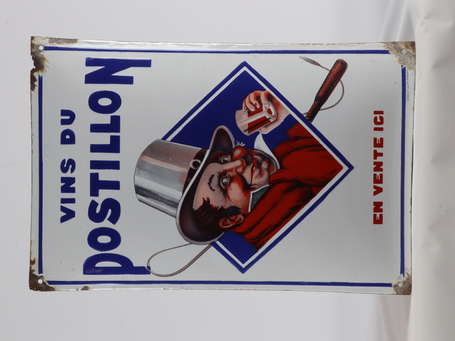 VINS DU
POSTILLON
EN VENTE ICI